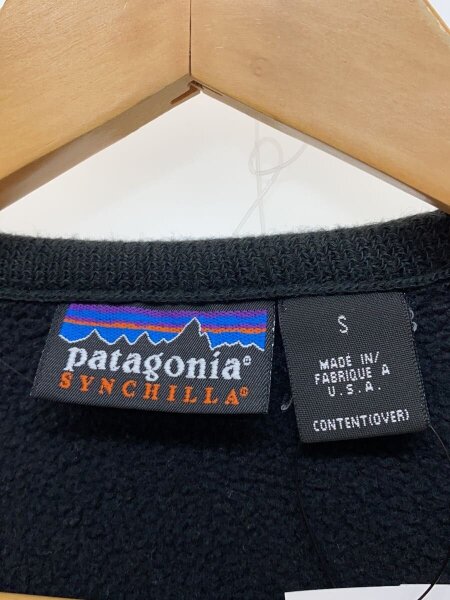 patagonia®
SYNCHILLA®
S
MADE IN/
FABRIQUE A
U.S.A.
CONTENT(OVER)